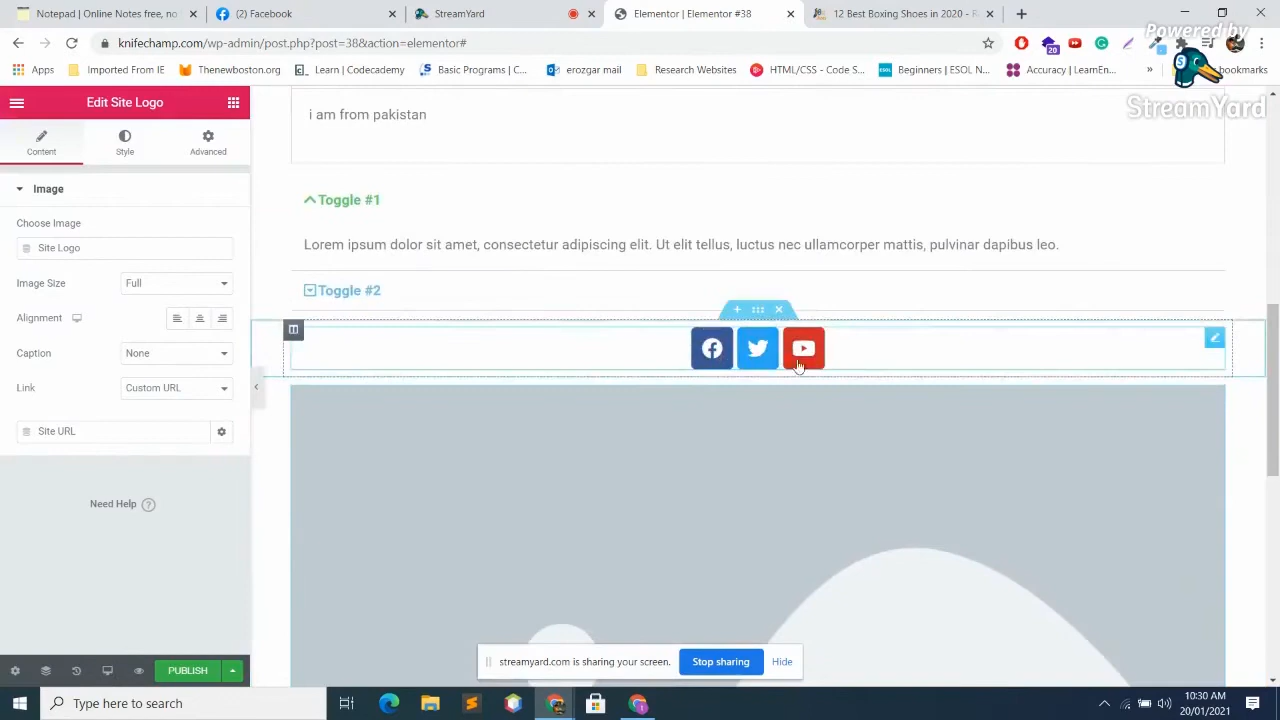 Notepad | Online Notes free, no
(2) Facebook
StreamYard
Elementor | Elementor #38
12 Best Boxing Shoes in 2020 - R
knifechamp.com/wp-admin/post.php?post=38&action=elementor#
20
Powered by
StreamYard
Apps
Imported From IE
Thenewboston.org
Learn | Codecademy
Basic Programing | C...
errozgar mail
Research Websites
HTML/CSS - Code S...
Beginners | ESOL N...
Accuracy | LearnEn...
»
Edit Site Logo
Content
Style
Advanced
Image
Choose Image
Site Logo
Image Size
Full
Alignment
Caption
None
Link
Custom URL
Site URL
Need Help ?
PUBLISH
i am from pakistan
Toggle #1
Lorem ipsum dolor sit amet, consectetur adipiscing elit. Ut elit tellus, luctus nec ullamcorper mattis, pulvinar dapibus leo.
Toggle #2
streamyard.com is sharing your screen.
Stop sharing
Hide
Type here to search
10:30 AM
20/01/2021